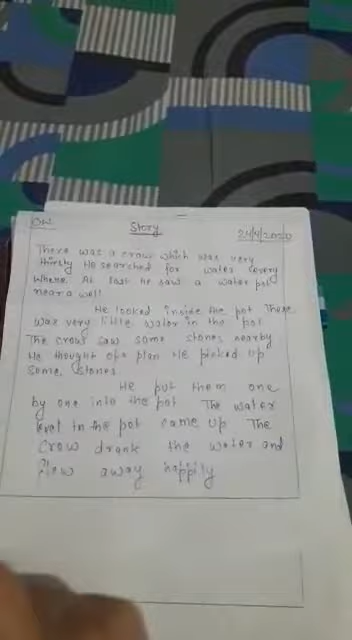 Story
24/4/2020
There was a crow which was very
thirsty He searched for water every
where. At last he saw a water pot
near a well
He looked inside the pot There
was very little water in the pot
The crow saw some stones nearby
He thought of a plan He picked up
some stones
He put them one
by one into the pot The water
level in the pot came up The
Crow drank the water and
flew away happily